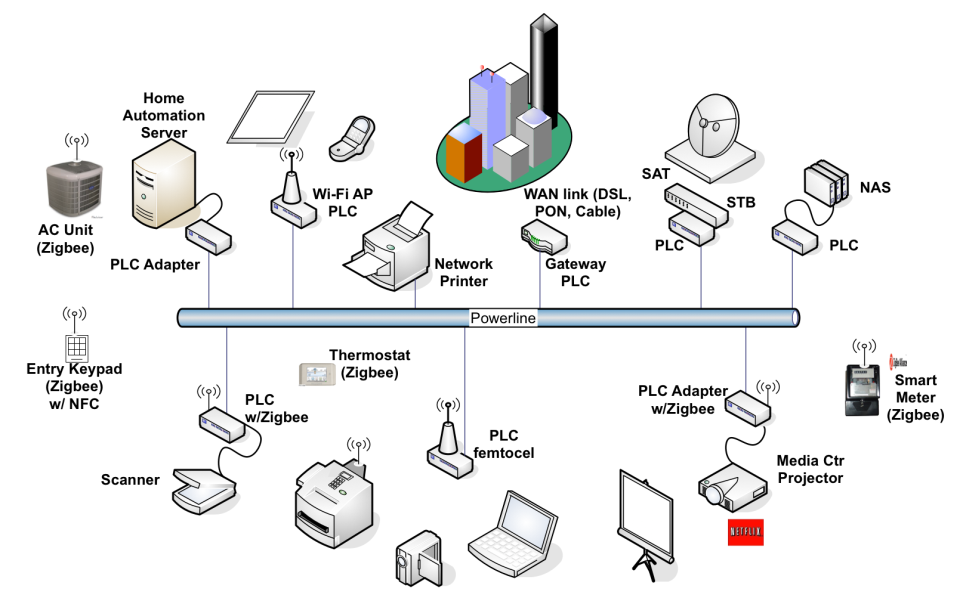 Home
Automation
Server
AC Unit
(Zigbee)
PLC Adapter
Wi-Fi AP
PLC
Network
Printer
WAN link (DSL,
PON, Cable)
Gateway
PLC
SAT
STB
PLC
NAS
PLC
Powerline
Entry Keypad
(Zigbee)
w/ NFC
Thermostat
(Zigbee)
PLC
w/Zigbee
Scanner
PLC
femtocel
PLC Adapter
w/Zigbee
Smart
Meter
(Zigbee)
Media Ctr
Projector
NETFLIX